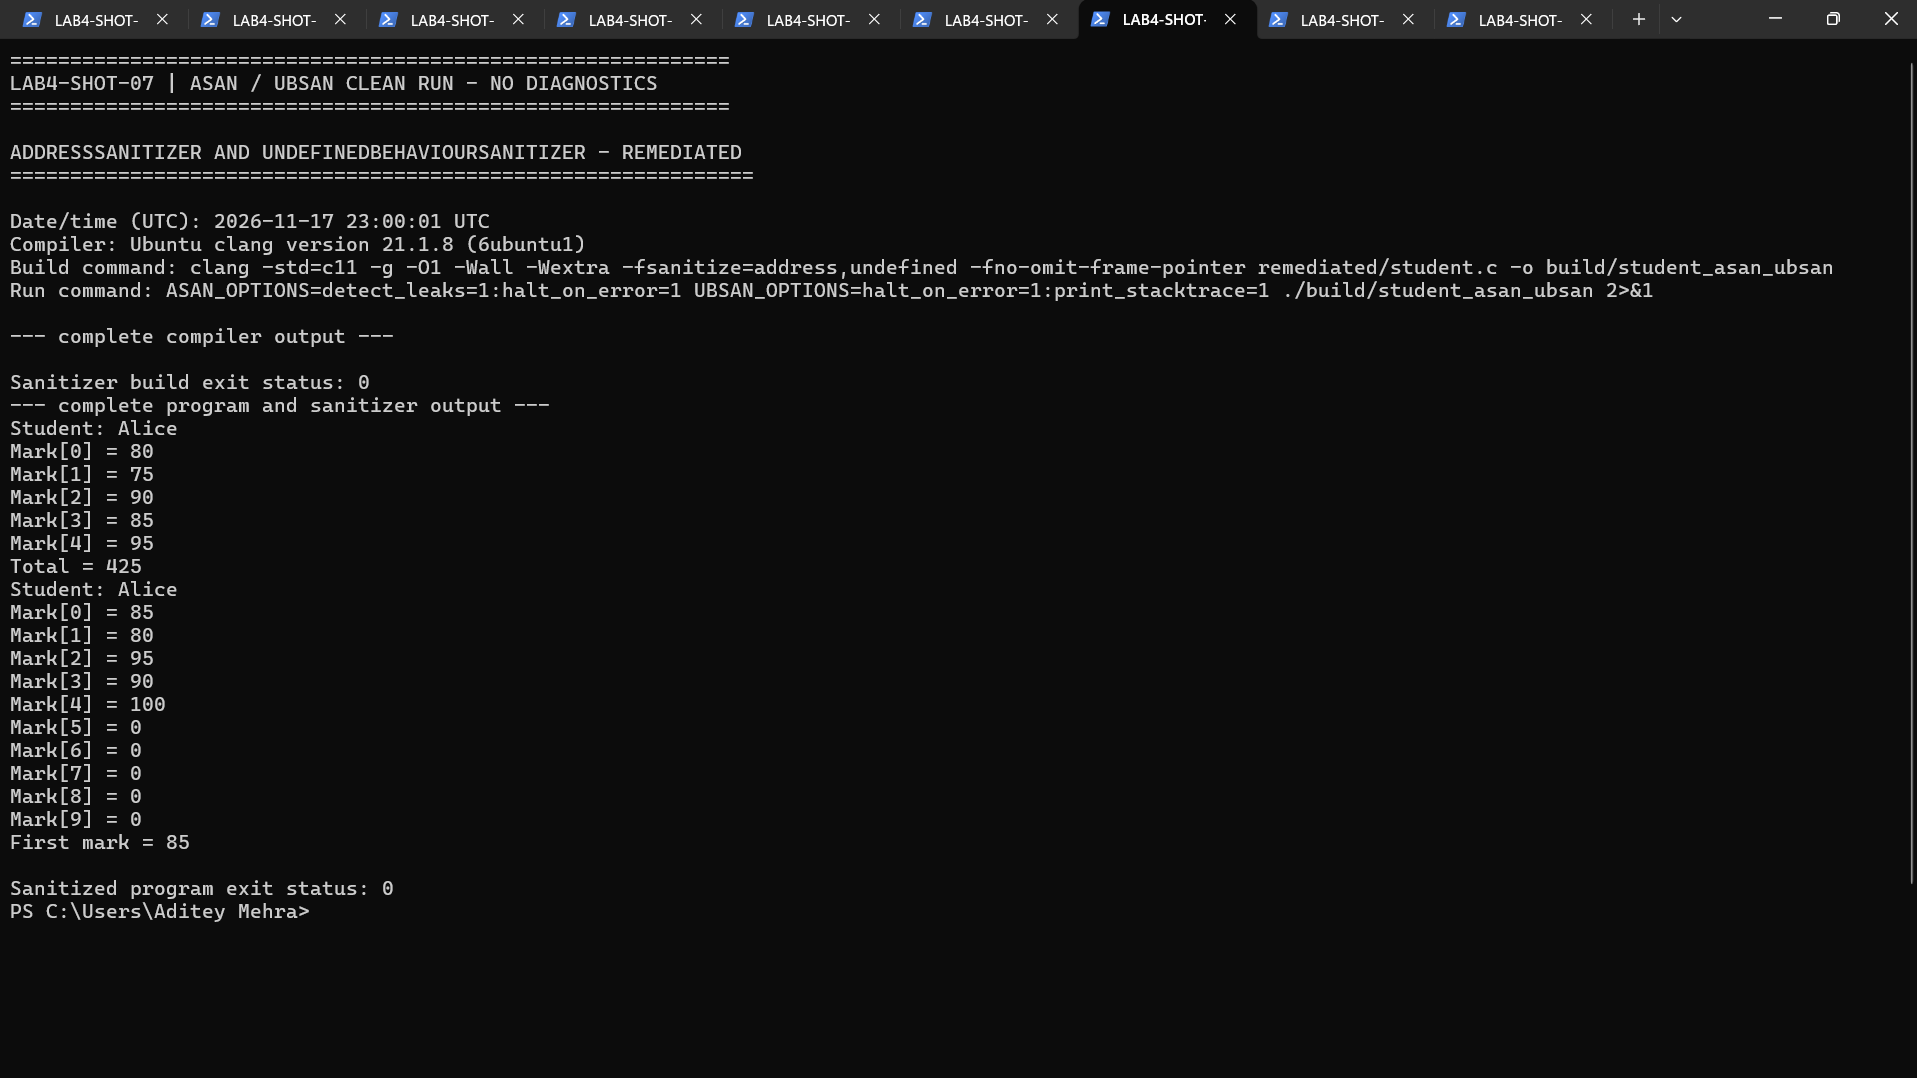 LAB4-SHOT- LAB4-SHOT- LAB4-SHOT- LAB4-SHOT- LAB4-SHOT- LAB4-SHOT- LAB4-SHOT- LAB4-SHOT- LAB4-SHOT-
============================================================
LAB4-SHOT-07 | ASAN / UBSAN CLEAN RUN - NO DIAGNOSTICS
============================================================
ADDRESSSANITIZER AND UNDEFINEDBEHAVIOURSANITIZER - REMEDIATED
==============================================================
Date/time (UTC): 2026-11-17 23:00:01 UTC
Compiler: Ubuntu clang version 21.1.8 (6ubuntu1)
Build command: clang -std=c11 -g -O1 -Wall -Wextra -fsanitize=address,undefined -fno-omit-frame-pointer remediated/student.c -o build/student_asan_ubsan
Run command: ASAN_OPTIONS=detect_leaks=1:halt_on_error=1 UBSAN_OPTIONS=halt_on_error=1:print_stacktrace=1 ./build/student_asan_ubsan 2>&1
--- complete compiler output ---
Sanitizer build exit status: 0
--- complete program and sanitizer output ---
Student: Alice
Mark[0] = 80
Mark[1] = 75
Mark[2] = 90
Mark[3] = 85
Mark[4] = 95
Total = 425
Student: Alice
Mark[0] = 85
Mark[1] = 80
Mark[2] = 95
Mark[3] = 90
Mark[4] = 100
Mark[5] = 0
Mark[6] = 0
Mark[7] = 0
Mark[8] = 0
Mark[9] = 0
First mark = 85
Sanitized program exit status: 0
PS C:\Users\Aditey Mehra>